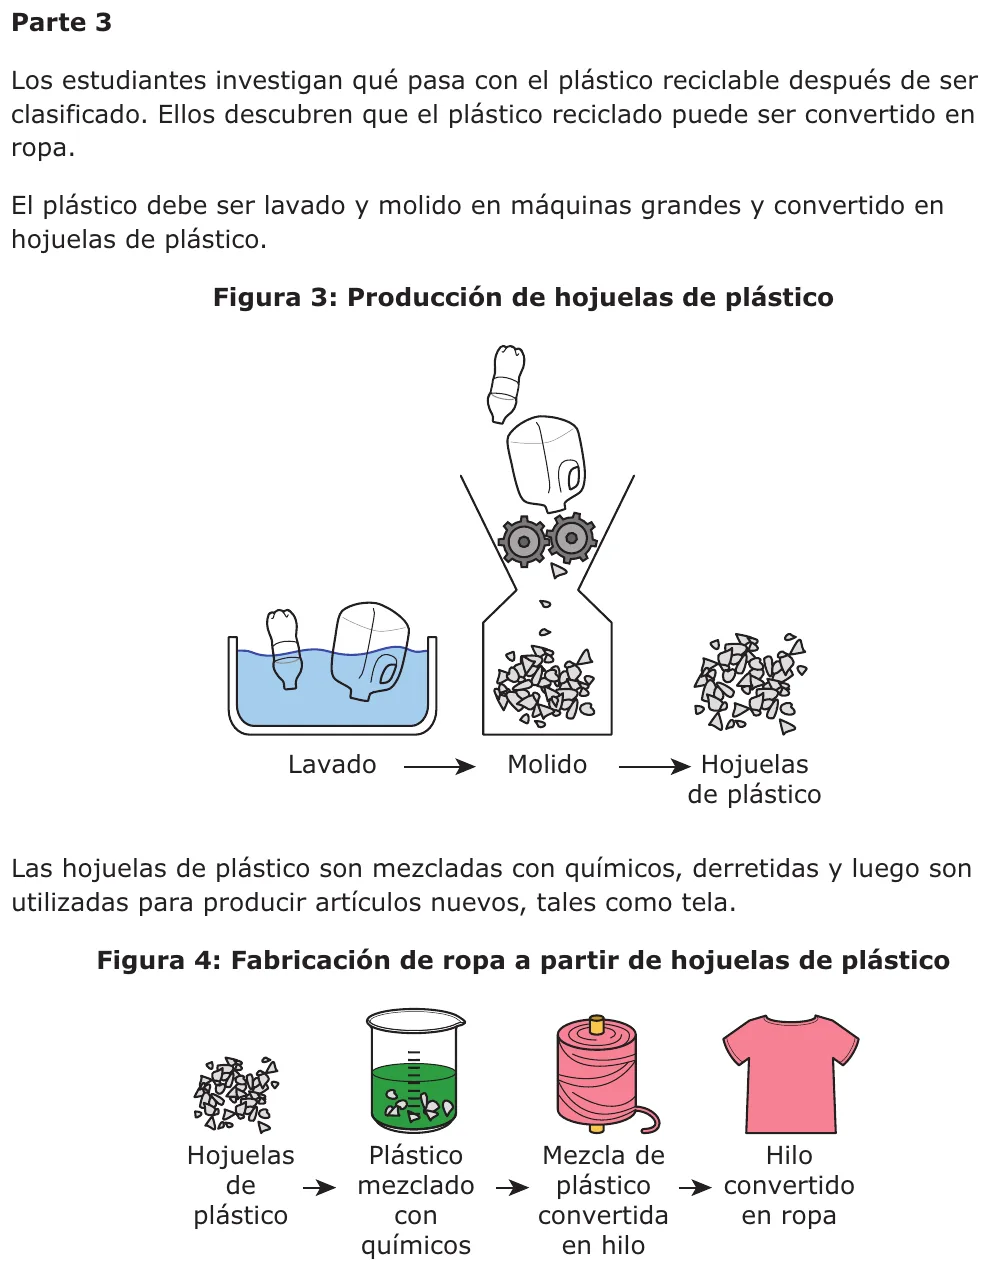 Parte 3
Los estudiantes investigan qué pasa con el plástico reciclable después de ser
clasificado. Ellos descubren que el plástico reciclado puede ser convertido en
ropa.
El plástico debe ser lavado y molido en máquinas grandes y convertido en
hojuelas de plástico.
Figura 3: Producción de hojuelas de plástico
Lavado
Molido
Hojuelas
de plástico
Las hojuelas de plástico son mezcladas con químicos, derretidas y luego son
utilizadas para producir artículos nuevos, tales como tela.
Figura 4: Fabricación de ropa a partir de hojuelas de plástico
Hojuelas
de
plástico
Plástico
mezclado
con
químicos
Mezcla de
plástico
convertida
en hilo
Hilo
convertido
en ropa